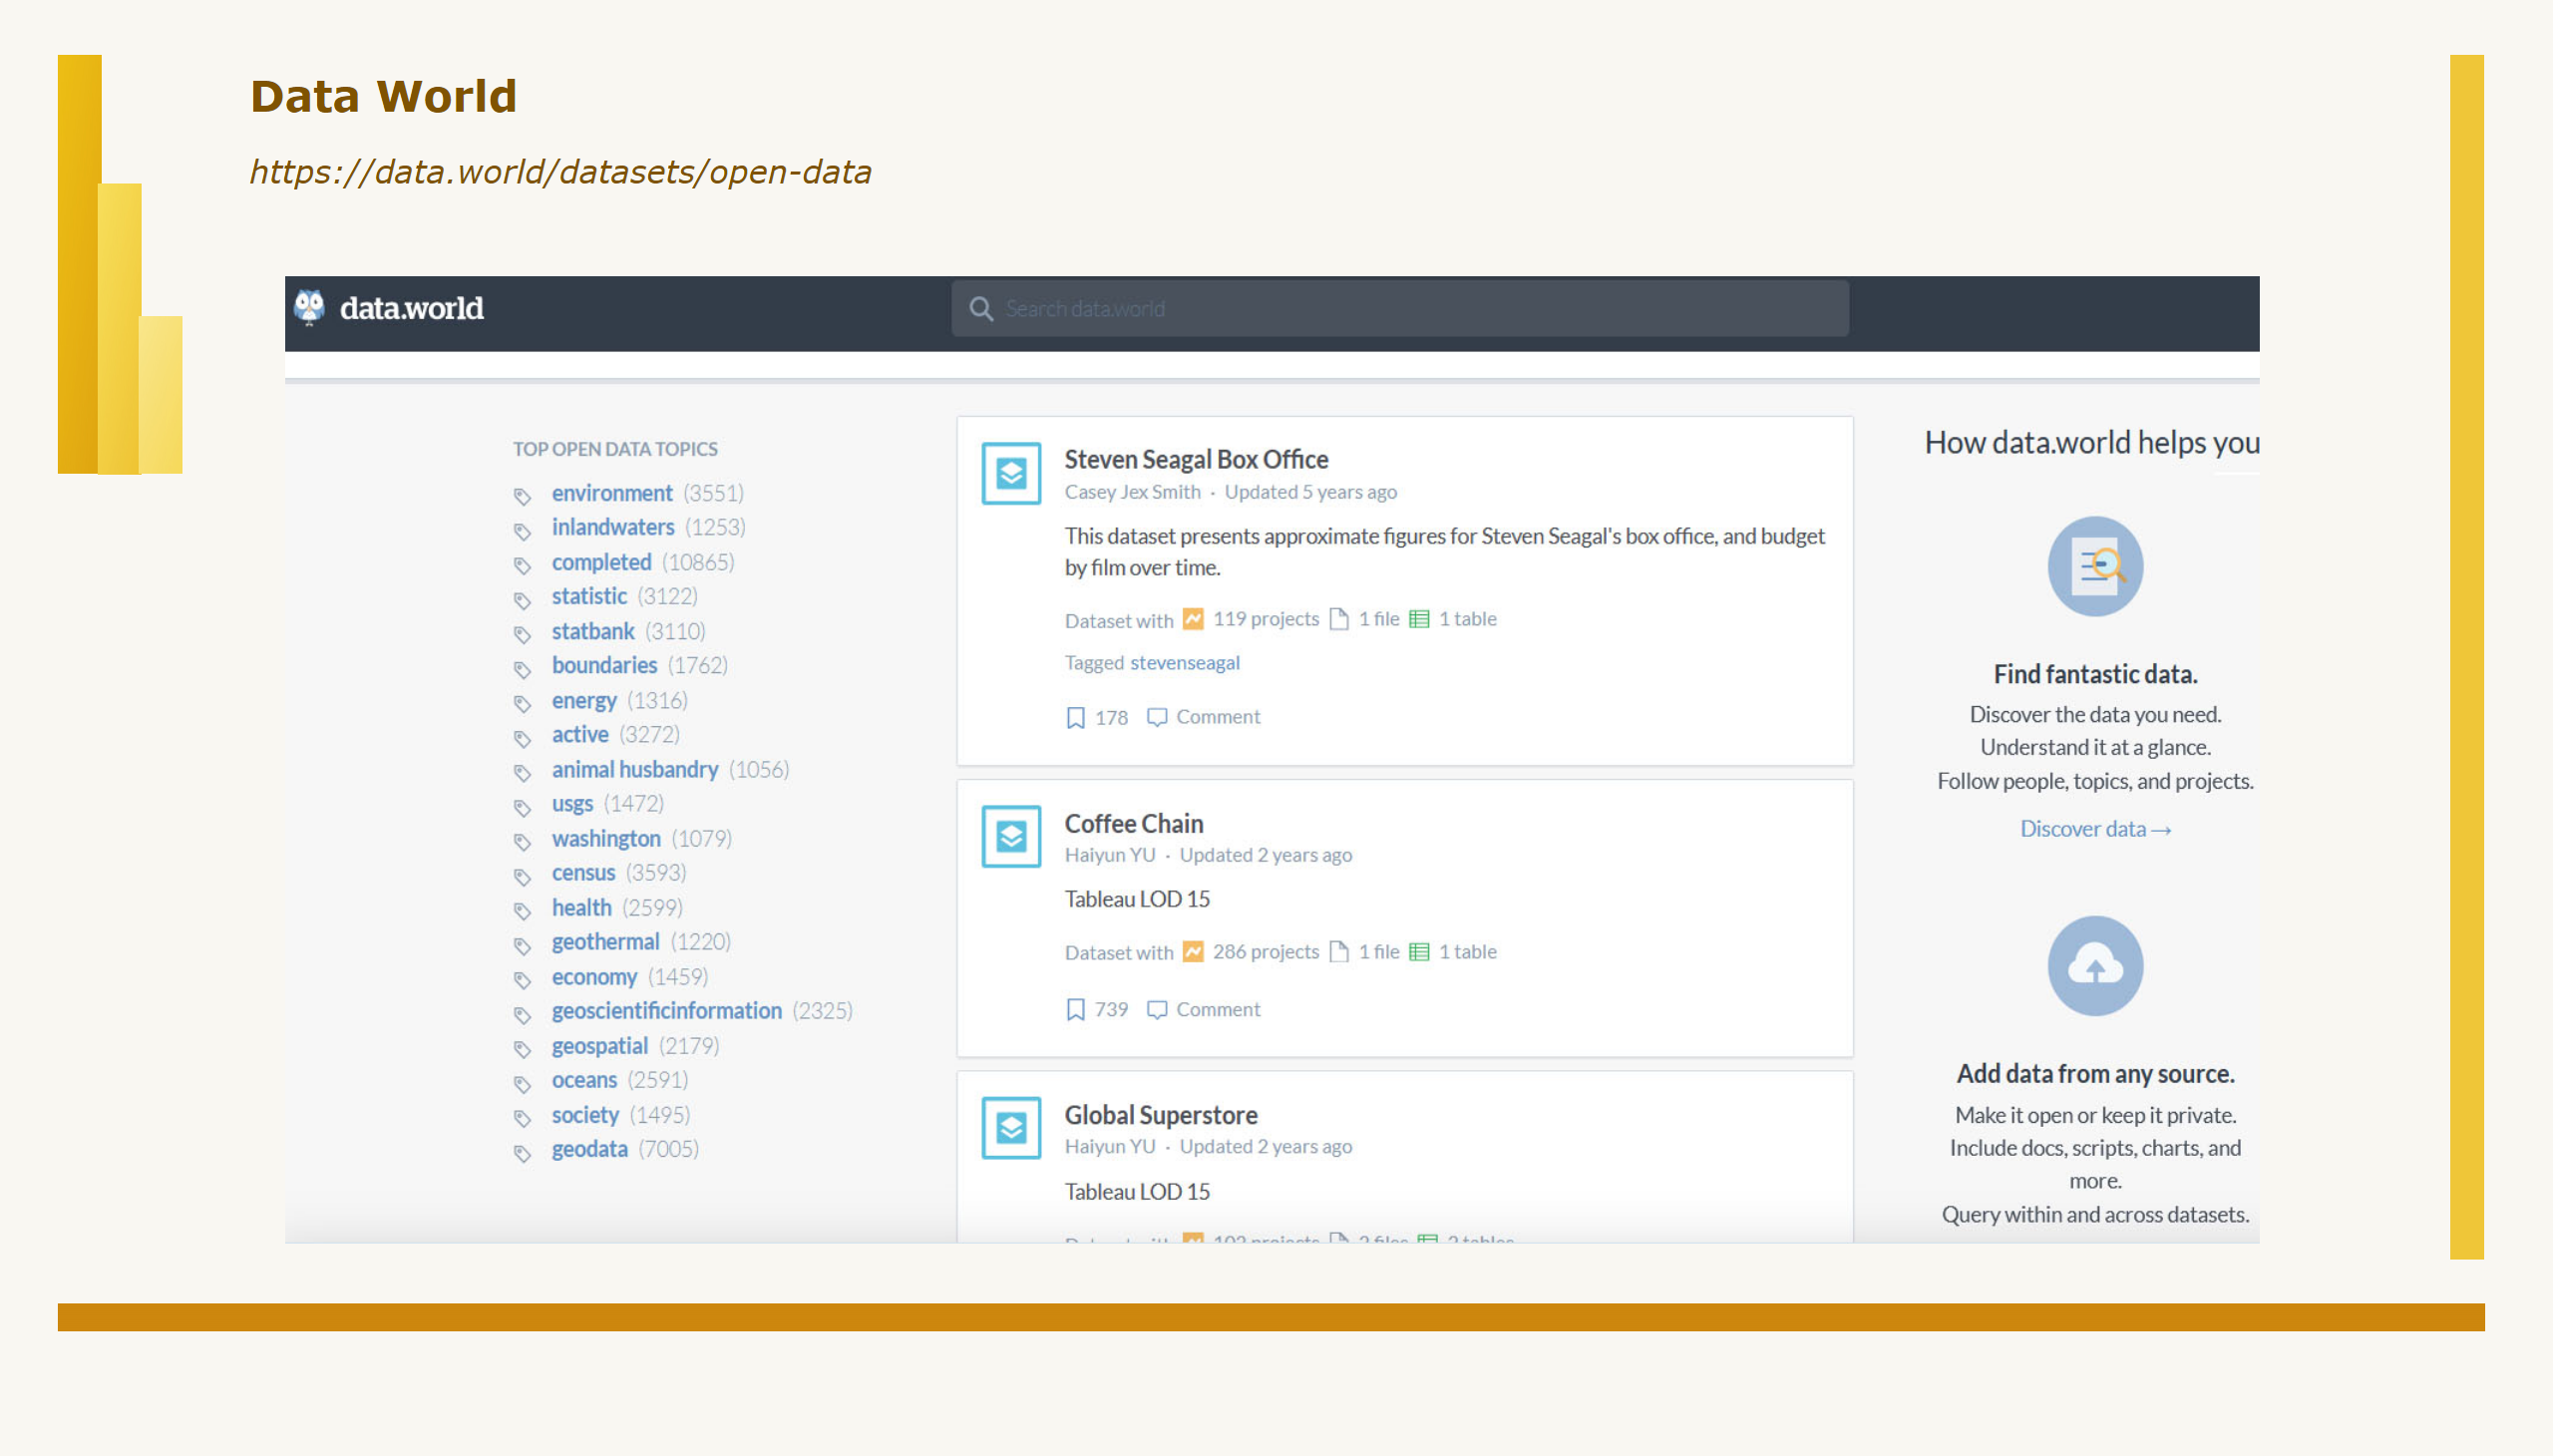 Data World
https://data.world/datasets/open-data
data.world
Search data.world
TOP OPEN DATA TOPICS
environment (3551)
inlandwaters (1253)
completed (10865)
statistic (3122)
statbank (3110)
boundaries (1762)
energy (1316)
active (3272)
animal husbandry (1056)
usgs (1472)
washington (1079)
census (3593)
health (2599)
geothermal (1220)
economy (1459)
geoscientificinformation (2325)
geospatial (2179)
oceans (2591)
society (1495)
geodata (7005)
Steven Seagal Box Office
Casey Jex Smith · Updated 5 years ago
This dataset presents approximate figures for Steven Seagal's box office, and budget
by film over time.
Dataset with 119 projects 1 file 1 table
Tagged stevenseagal
178 Comment
Coffee Chain
Haiyun YU · Updated 2 years ago
Tableau LOD 15
Dataset with 286 projects 1 file 1 table
739 Comment
Global Superstore
Haiyun YU · Updated 2 years ago
Tableau LOD 15
How data.world helps you
Find fantastic data.
Discover the data you need.
Understand it at a glance.
Follow people, topics, and projects.
Discover data →
Add data from any source.
Make it open or keep it private.
Include docs, scripts, charts, and
more.
Query within and across datasets.